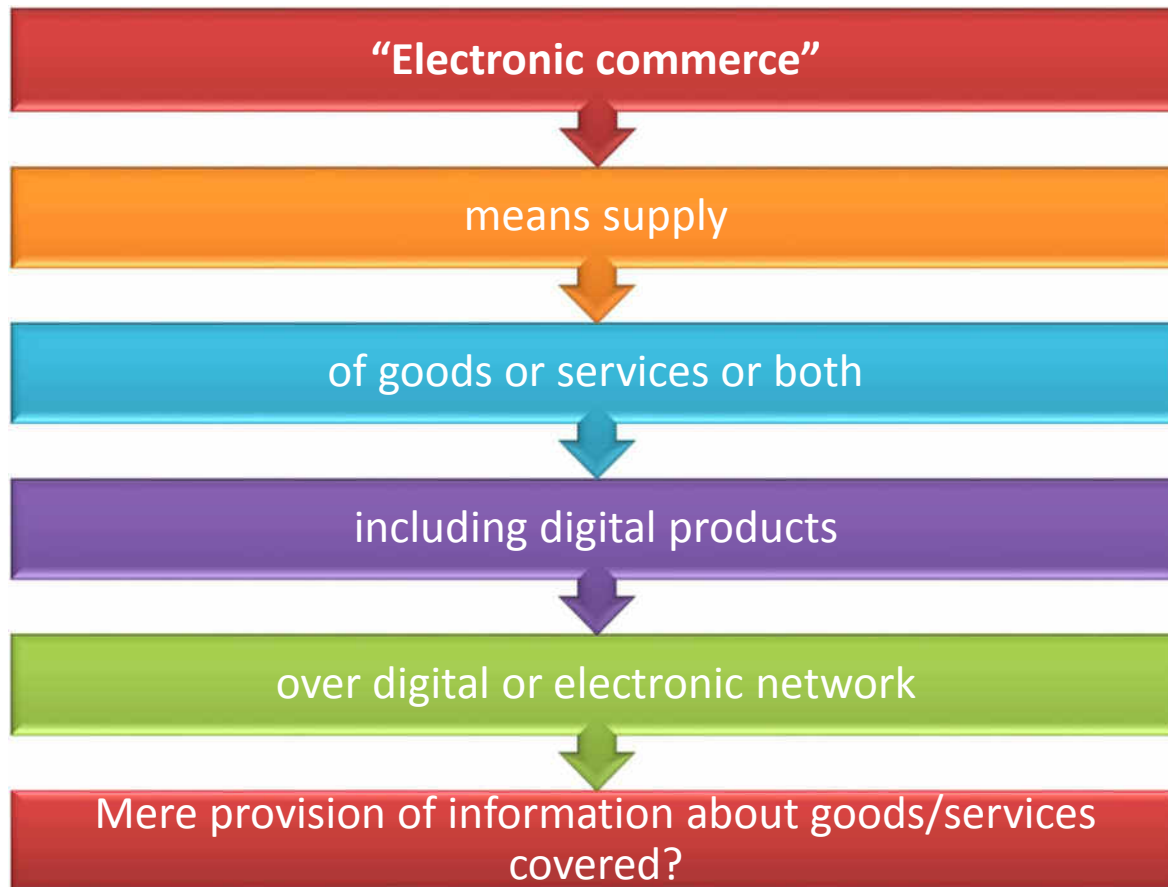 “Electronic commerce”
means supply
of goods or services or both
including digital products
over digital or electronic network
Mere provision of information about goods/services
covered?